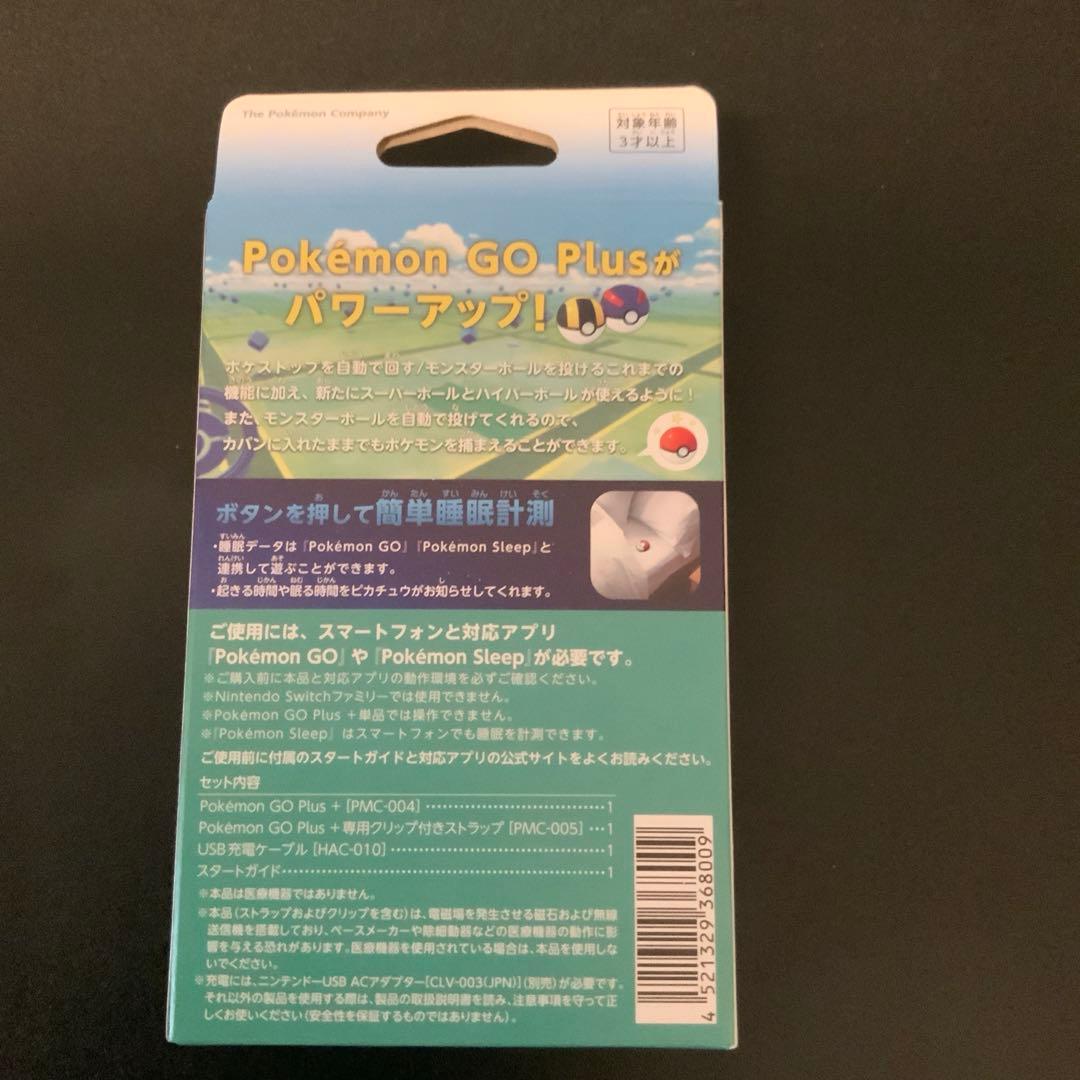 The Pokémon Company
対象年齢
3才以上
Pokémon GO Plusが
パワーアップ!
ポケストップを自動で回す/モンスターボールを投げるこれまでの
機能に加え、新たにスーパーボールとハイパーボールが使えるように!
また、モンスターボールを自動で投げてくれるので、
カバンに入れたままでもポケモンを捕まえることができます。
ボタンを押して簡単睡眠計測
・睡眠データは『Pokémon GO』『Pokémon Sleep』と
連携して遊ぶことができます。
・起きる時間や眠る時間をピカチュウがお知らせしてくれます。
ご使用には、スマートフォンと対応アプリ
『Pokémon GO』や『Pokémon Sleep』が必要です。
※ご購入前に本品と対応アプリの動作環境を必ずご確認ください。
※Nintendo Switchファミリーでは使用できません。
※Pokémon GO Plus +単品では操作できません。
※『Pokémon Sleep』はスマートフォンでも睡眠を計測できます。
ご使用前に付属のスタートガイドと対応アプリの公式サイトをよくお読みください。
セット内容
Pokémon GO Plus + [PMC-004] ……………………………1
Pokémon GO Plus +専用クリップ付きストラップ [PMC-005] …1
USB充電ケーブル [HAC-010] …………………………………1
スタートガイド……………………………………………………1
※本品は医療機器ではありません。
※本品(ストラップおよびクリップを含む)は、電磁場を発生させる磁石および無線
送信機を搭載しており、ペースメーカーや除細動器などの医療機器の動作に影
響を与える恐れがあります。医療機器を使用されている場合は、本品を使用しな
いでください。
※充電には、ニンテンドーUSB ACアダプター[CLV-003(JPN)](別売)が必要です。
それ以外の製品を使用する際は、製品の取扱説明書を読み、注意事項を守って正
しくお使いください(安全性を保証するものではありません)。
4 521329 368009